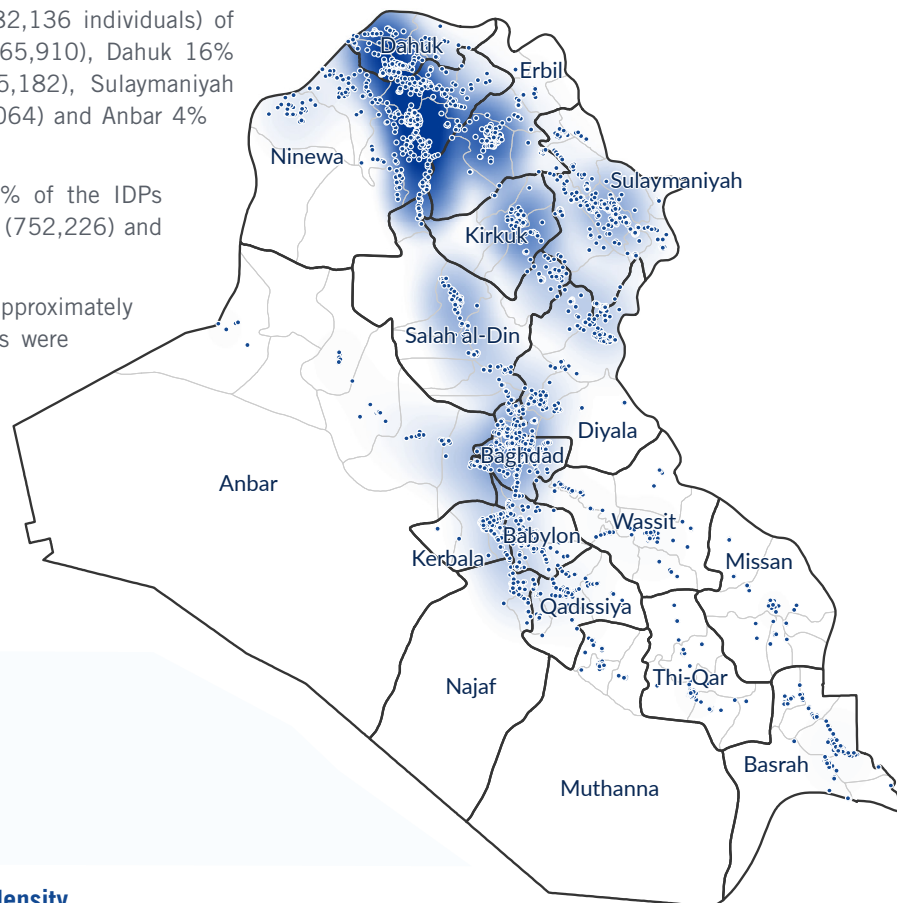 32,136 individuals) of
65,910), Dahuk 16%
5,182), Sulaymaniyah
064) and Anbar 4%
% of the IDPs
(752,226) and
pproximately
s were
Dahuk
Erbil
Ninewa
Sulaymaniyah
Kirkuk
Salah al-Din
Diyala
Baghdad
Anbar
Wassit
Babylon
Kerbala
Missan
Qadissiya
Thi-Qar
Najaf
Basrah
Muthanna
density